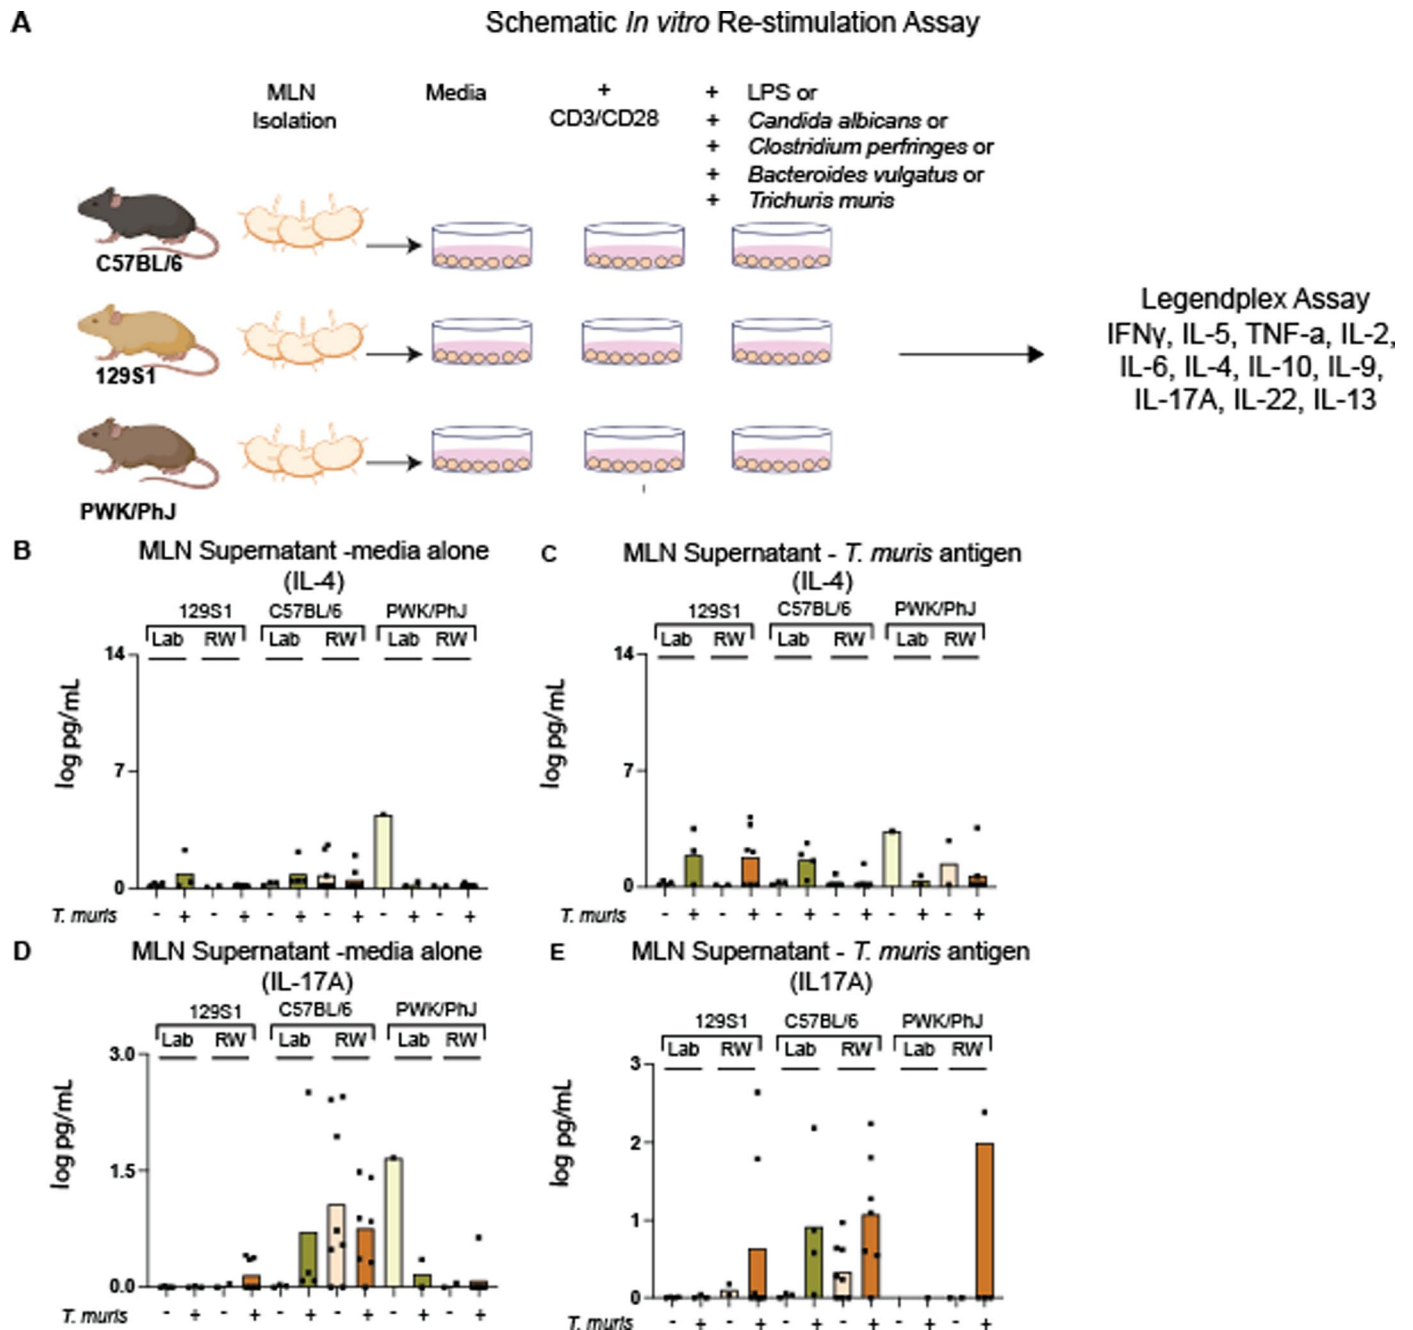 A
Schematic In vitro Re-stimulation Assay
MLN
Isolation
Media
+
CD3/CD28
+ LPS or
+ Candida albicans or
+ Clostridium perfringes or
+ Bacteroides vulgatus or
+ Trichuris muris
C57BL/6
129S1
PWK/PhJ
Legendplex Assay
IFNγ, IL-5, TNF-a, IL-2,
IL-6, IL-4, IL-10, IL-9,
IL-17A, IL-22, IL-13
B
MLN Supernatant -media alone
(IL-4)
129S1 C57BL/6 PWK/PhJ
Lab RW Lab RW Lab RW
14
7
0
log pg/mL
T. muris - + - + - + - + - + - +
C
MLN Supernatant - T. muris antigen
(IL-4)
129S1 C57BL/6 PWK/PhJ
Lab RW Lab RW Lab RW
14
7
0
log pg/mL
T. muris - + - + - + - + - + - +
D
MLN Supernatant -media alone
(IL-17A)
129S1 C57BL/6 PWK/PhJ
Lab RW Lab RW Lab RW
3.0
1.5
0.0
log pg/mL
T. muris - + - + - + - + - + - +
E
MLN Supernatant - T. muris antigen
(IL17A)
129S1 C57BL/6 PWK/PhJ
Lab RW Lab RW Lab RW
3
2
1
0
log pg/mL
T. muris - + - + - + - + - + - +